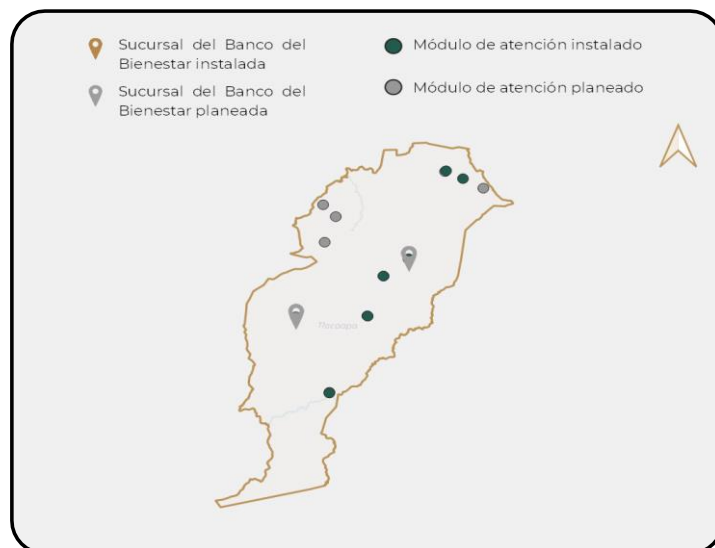 Sucursal del Banco del
Bienestar instalada
Sucursal del Banco del
Bienestar planeada
Módulo de atención instalado
Módulo de atención planeado
Tlacoapa